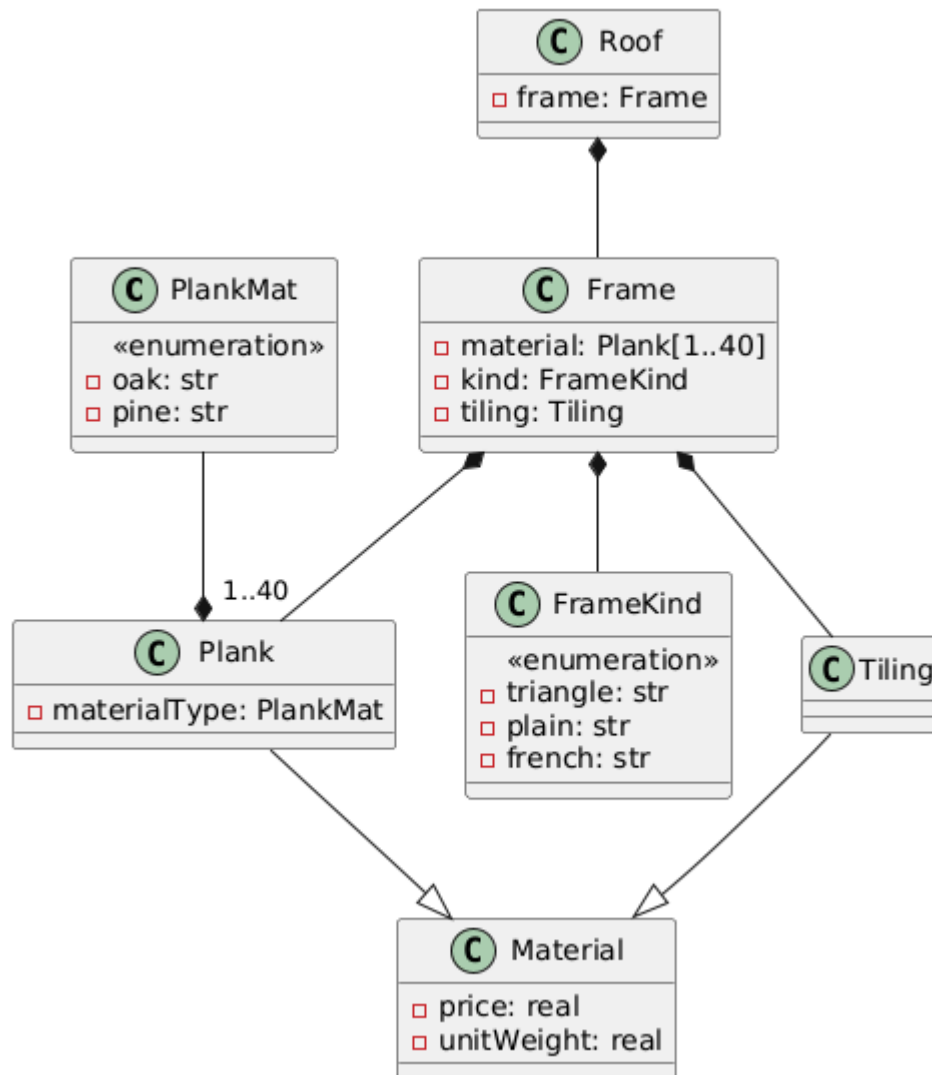 C Roof
frame: Frame
C PlankMat
«enumeration»
oak: str
pine: str
C Frame
material: Plank[1..40]
kind: FrameKind
tiling: Tiling
1..40
C Plank
materialType: PlankMat
C FrameKind
«enumeration»
triangle: str
plain: str
french: str
C Tiling
C Material
price: real
unitWeight: real